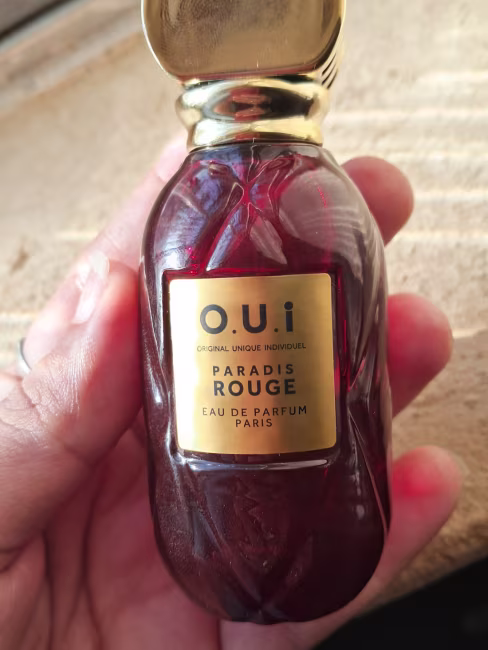 O.U.i
ORIGINAL UNIQUE INDIVIDUEL
PARADIS
ROUGE
EAU DE PARFUM
PARIS